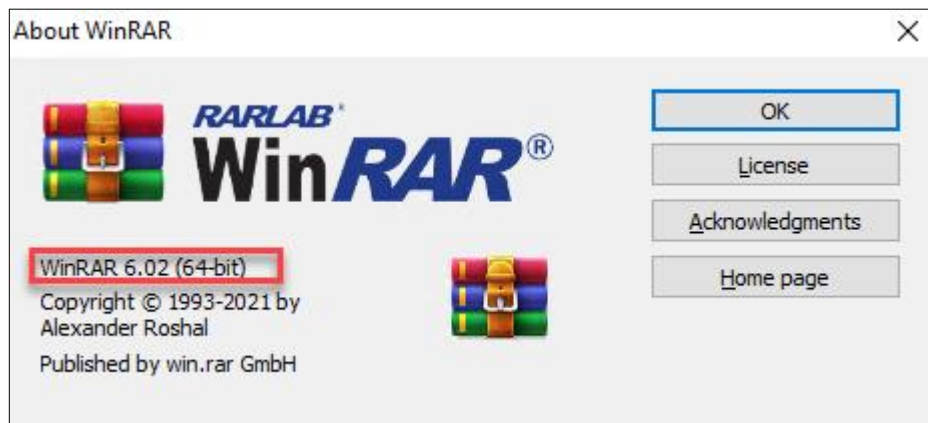 About WinRAR
RARLAB®
WinRAR®
OK
License
Acknowledgments
Home page
WinRAR 6.02 (64-bit)
Copyright © 1993-2021 by
Alexander Roshal
Published by win.rar GmbH